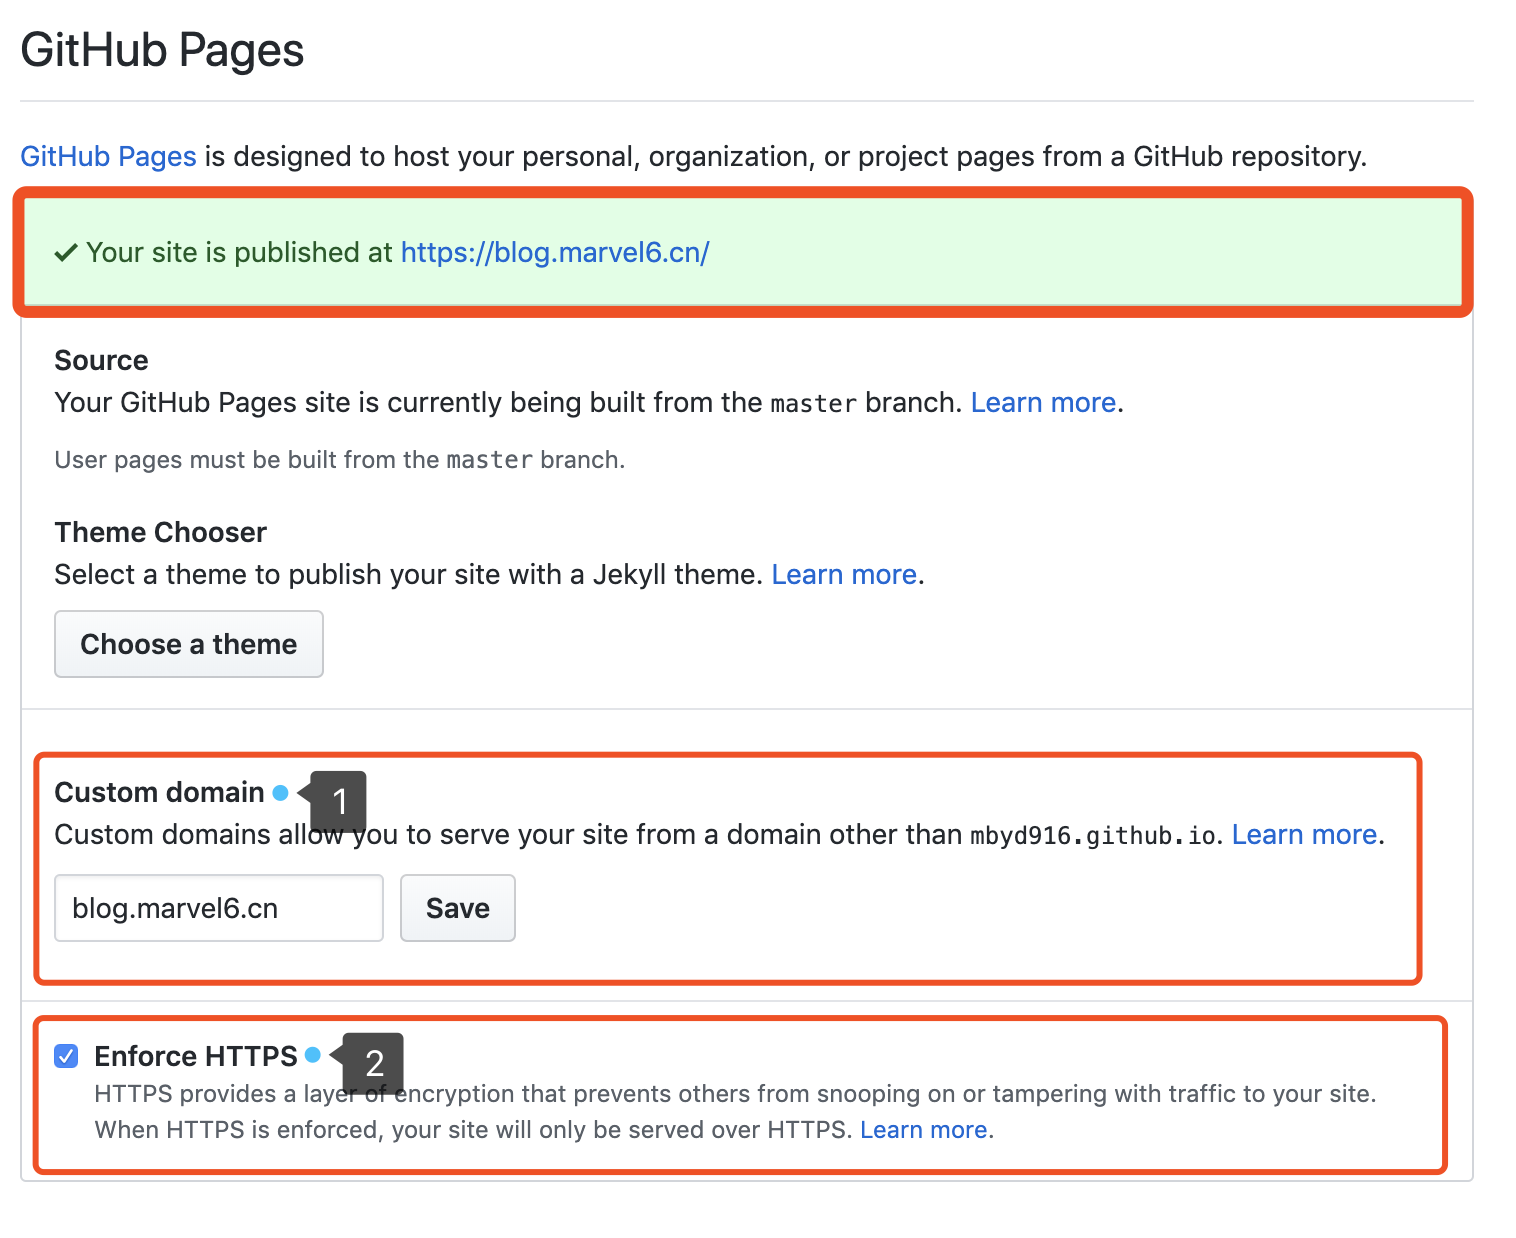 GitHub Pages
GitHub Pages is designed to host your personal, organization, or project pages from a GitHub repository.
Your site is published at https://blog.marvel6.cn/
Source
Your GitHub Pages site is currently being built from the master branch. Learn more.
User pages must be built from the master branch.
Theme Chooser
Select a theme to publish your site with a Jekyll theme. Learn more.
Choose a theme
Custom domain
1
Custom domains allow you to serve your site from a domain other than mbyd916.github.io. Learn more.
blog.marvel6.cn
Save
Enforce HTTPS
2
HTTPS provides a layer of encryption that prevents others from snooping on or tampering with traffic to your site.
When HTTPS is enforced, your site will only be served over HTTPS. Learn more.